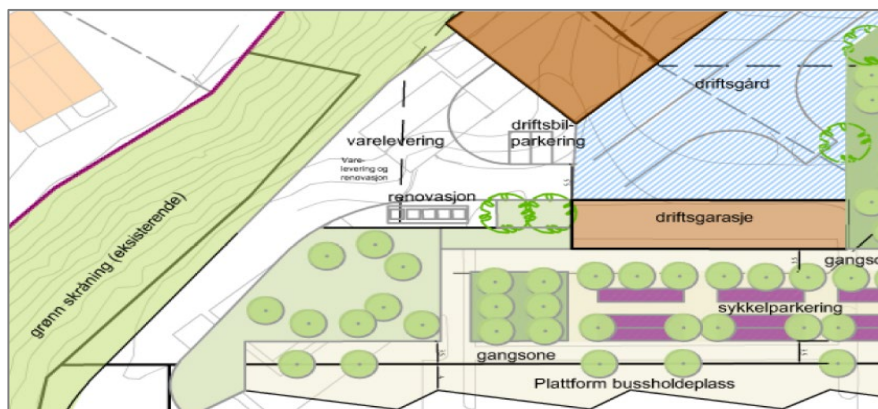 driftsgård
driftsbil-
parkering
varelevering
Vare-
levering og
renovasjon
renovasjon
driftsgarasje
grønn skråning (eksisterende)
gangso
sykkelparkering
gangsone
Plattform bussholdeplass